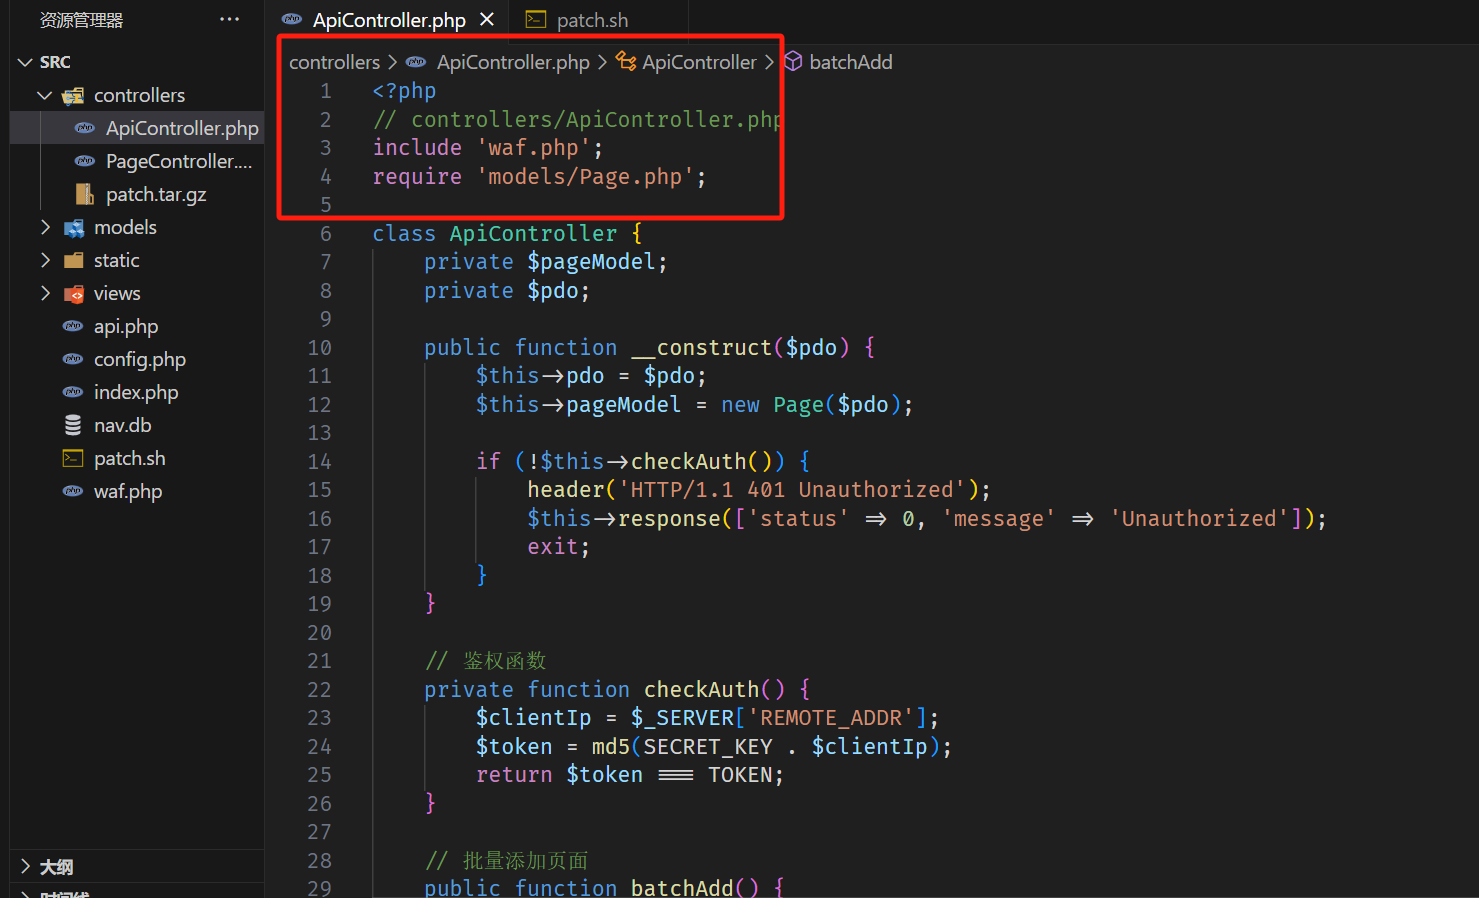 资源管理器 ···
SRC
controllers
ApiController.php
PageController....
patch.tar.gz
models
static
views
api.php
config.php
index.php
nav.db
patch.sh
waf.php
大纲
时间线
ApiController.php
patch.sh
controllers > ApiController.php > ApiController > batchAdd
1 <?php
2 // controllers/ApiController.php
3 include 'waf.php';
4 require 'models/Page.php';
5
6 class ApiController {
7 private $pageModel;
8 private $pdo;
9
10 public function __construct($pdo) {
11 $this->pdo = $pdo;
12 $this->pageModel = new Page($pdo);
13
14 if (!$this->checkAuth()) {
15 header('HTTP/1.1 401 Unauthorized');
16 $this->response(['status' => 0, 'message' => 'Unauthorized']);
17 exit;
18 }
19 }
20
21 // 鉴权函数
22 private function checkAuth() {
23 $clientIp = $_SERVER['REMOTE_ADDR'];
24 $token = md5(SECRET_KEY . $clientIp);
25 return $token === TOKEN;
26 }
27
28 // 批量添加页面
29 public function batchAdd() {